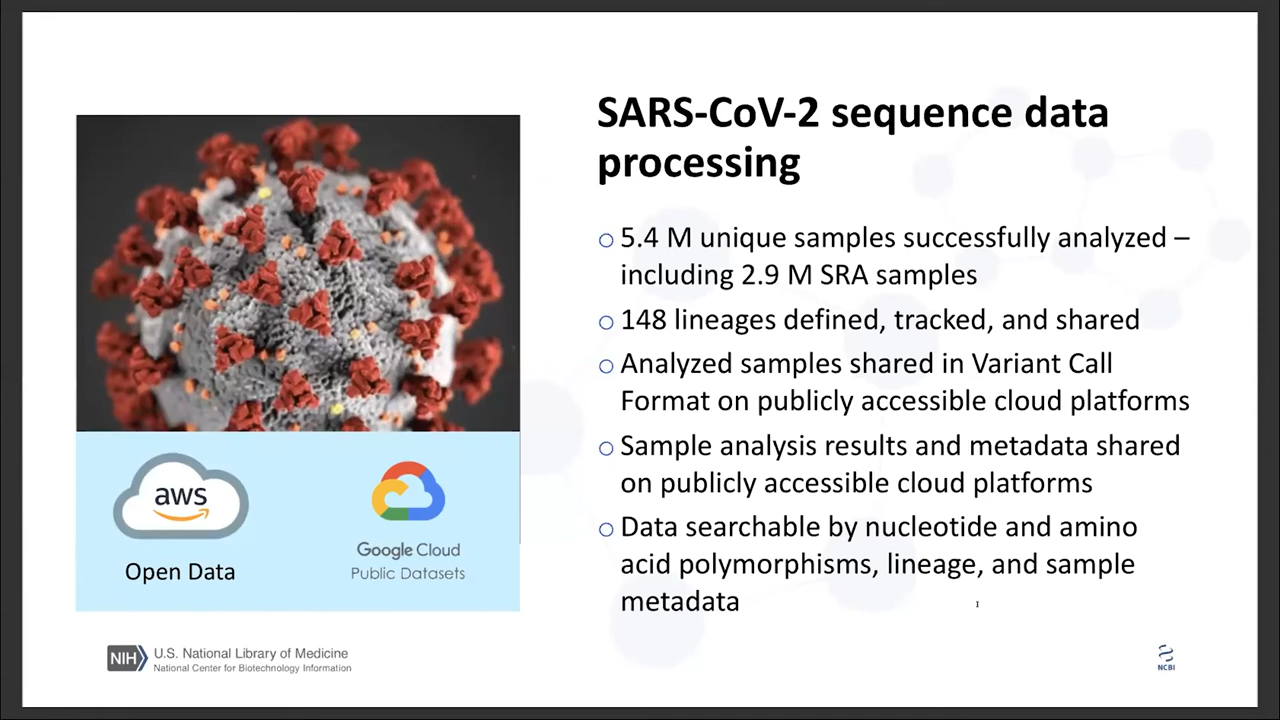 SARS-CoV-2 sequence data
processing
○ 5.4 M unique samples successfully analyzed –
including 2.9 M SRA samples
○ 148 lineages defined, tracked, and shared
○ Analyzed samples shared in Variant Call
Format on publicly accessible cloud platforms
○ Sample analysis results and metadata shared
on publicly accessible cloud platforms
○ Data searchable by nucleotide and amino
acid polymorphisms, lineage, and sample
metadata
aws
Open Data
Google Cloud
Public Datasets
NIH
U.S. National Library of Medicine
National Center for Biotechnology Information
NCBI